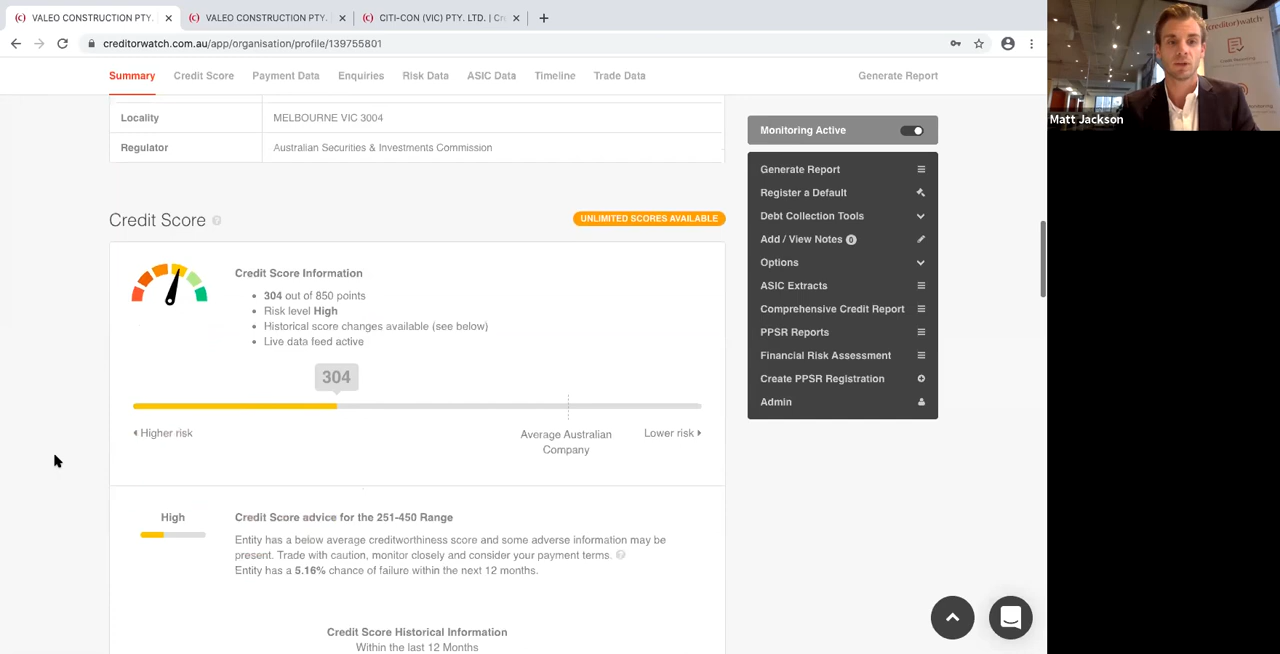 VALEO CONSTRUCTION PTY.
VALEO CONSTRUCTION PTY.
CITI-CON (VIC) PTY. LTD. | Cr
creditorwatch.com.au/app/organisation/profile/139755801
Summary
Credit Score
Payment Data
Enquiries
Risk Data
ASIC Data
Timeline
Trade Data
Generate Report
Locality
MELBOURNE VIC 3004
Regulator
Australian Securities & Investments Commission
Credit Score
UNLIMITED SCORES AVAILABLE
Credit Score Information
304 out of 850 points
Risk level High
Historical score changes available (see below)
Live data feed active
304
Higher risk
Average Australian
Company
Lower risk
High
Credit Score advice for the 251-450 Range
Entity has a below average creditworthiness score and some adverse information may be
present. Trade with caution, monitor closely and consider your payment terms.
Entity has a 5.16% chance of failure within the next 12 months.
Credit Score Historical Information
Within the last 12 Months
Monitoring Active
Generate Report
Register a Default
Debt Collection Tools
Add / View Notes 0
Options
ASIC Extracts
Comprehensive Credit Report
PPSR Reports
Financial Risk Assessment
Create PPSR Registration
Admin
(creditor)watch
Matt Jackson